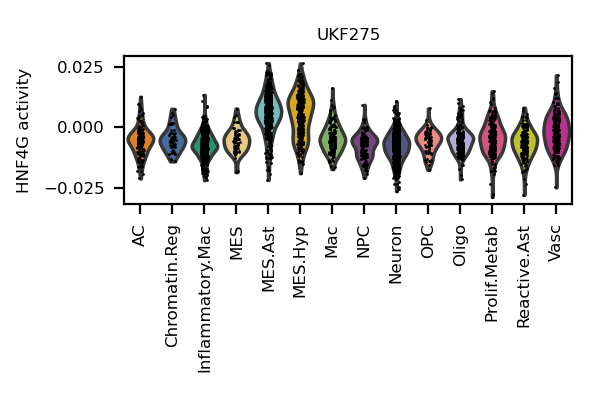 UKF275
HNF4G activity
0.025
0.000
−0.025
AC
Chromatin.Reg
Inflammatory.Mac
MES
MES.Ast
MES.Hyp
Mac
NPC
Neuron
OPC
Oligo
Prolif.Metab
Reactive.Ast
Vasc